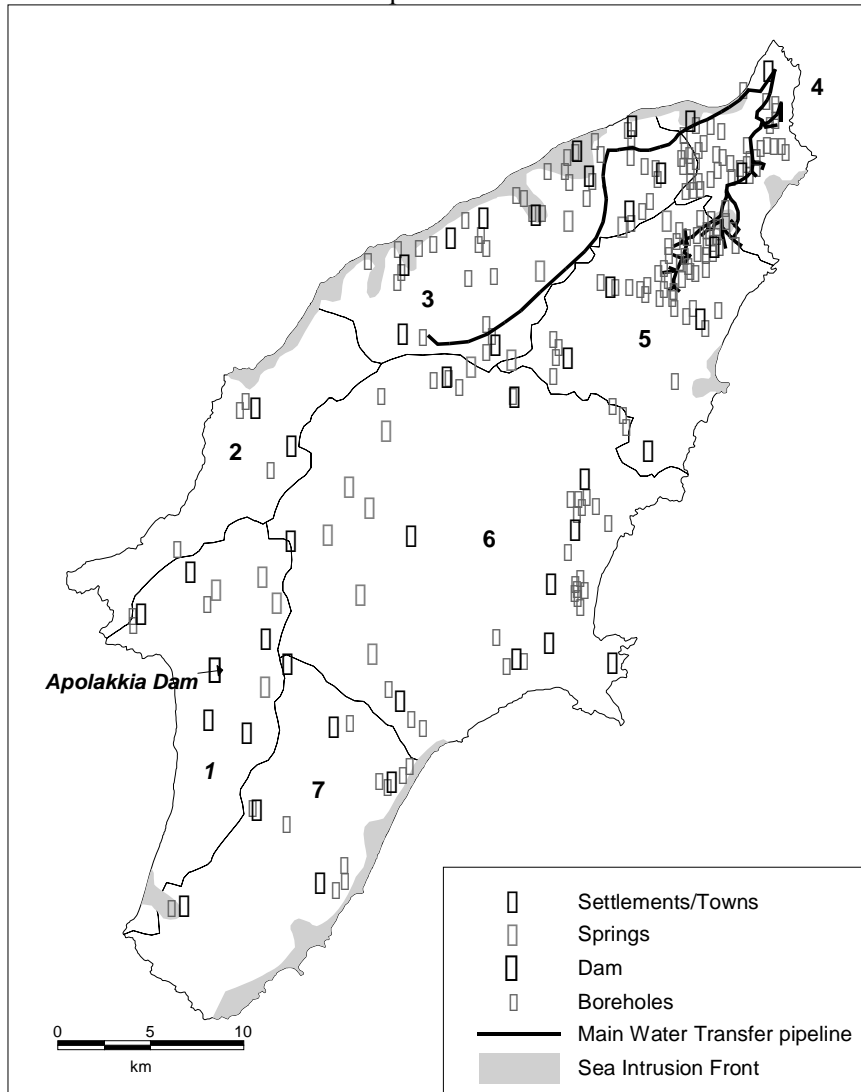 4
3
5
2
6
Apolakkia Dam
1
7
Settlements/Towns
Springs
Dam
Boreholes
Main Water Transfer pipeline
Sea Intrusion Front
0 5 10
km